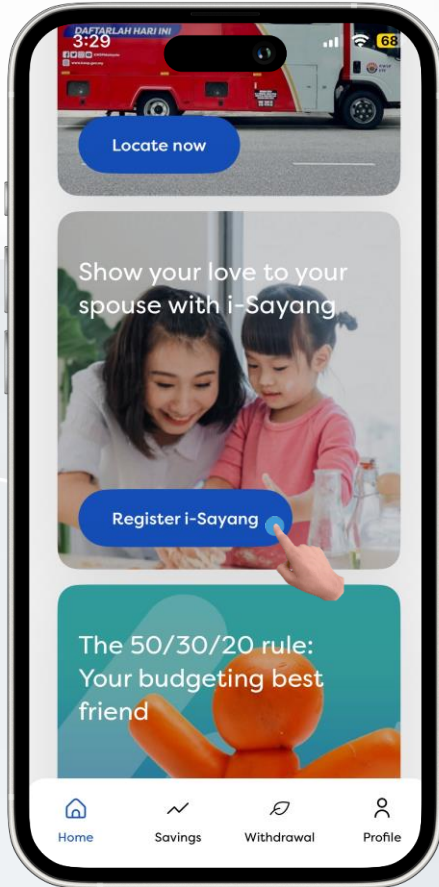 DAFTARLAH HARI INI
3:29
68
Locate now
Show your love to your
spouse with i-Sayang
Register i-Sayang
The 50/30/20 rule:
Your budgeting best
friend
Home
Savings
Withdrawal
Profile